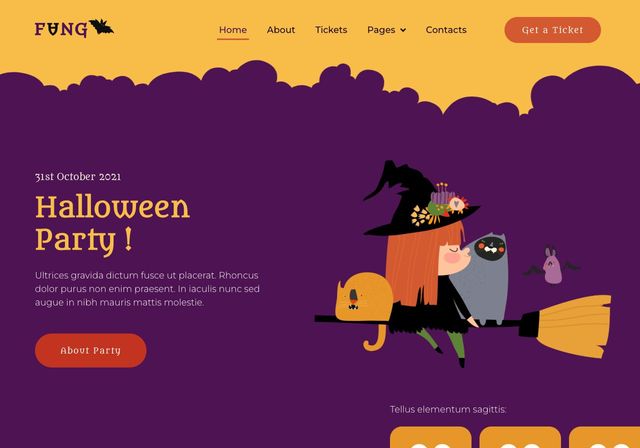 FANG
Home About Tickets Pages Contacts
Get a Ticket
31st October 2021
Halloween
Party !
Ultrices gravida dictum fusce ut placerat. Rhoncus
dolor purus non enim praesent. In iaculis nunc sed
augue in nibh mauris mattis molestie.
About Party
Tellus elementum sagittis: